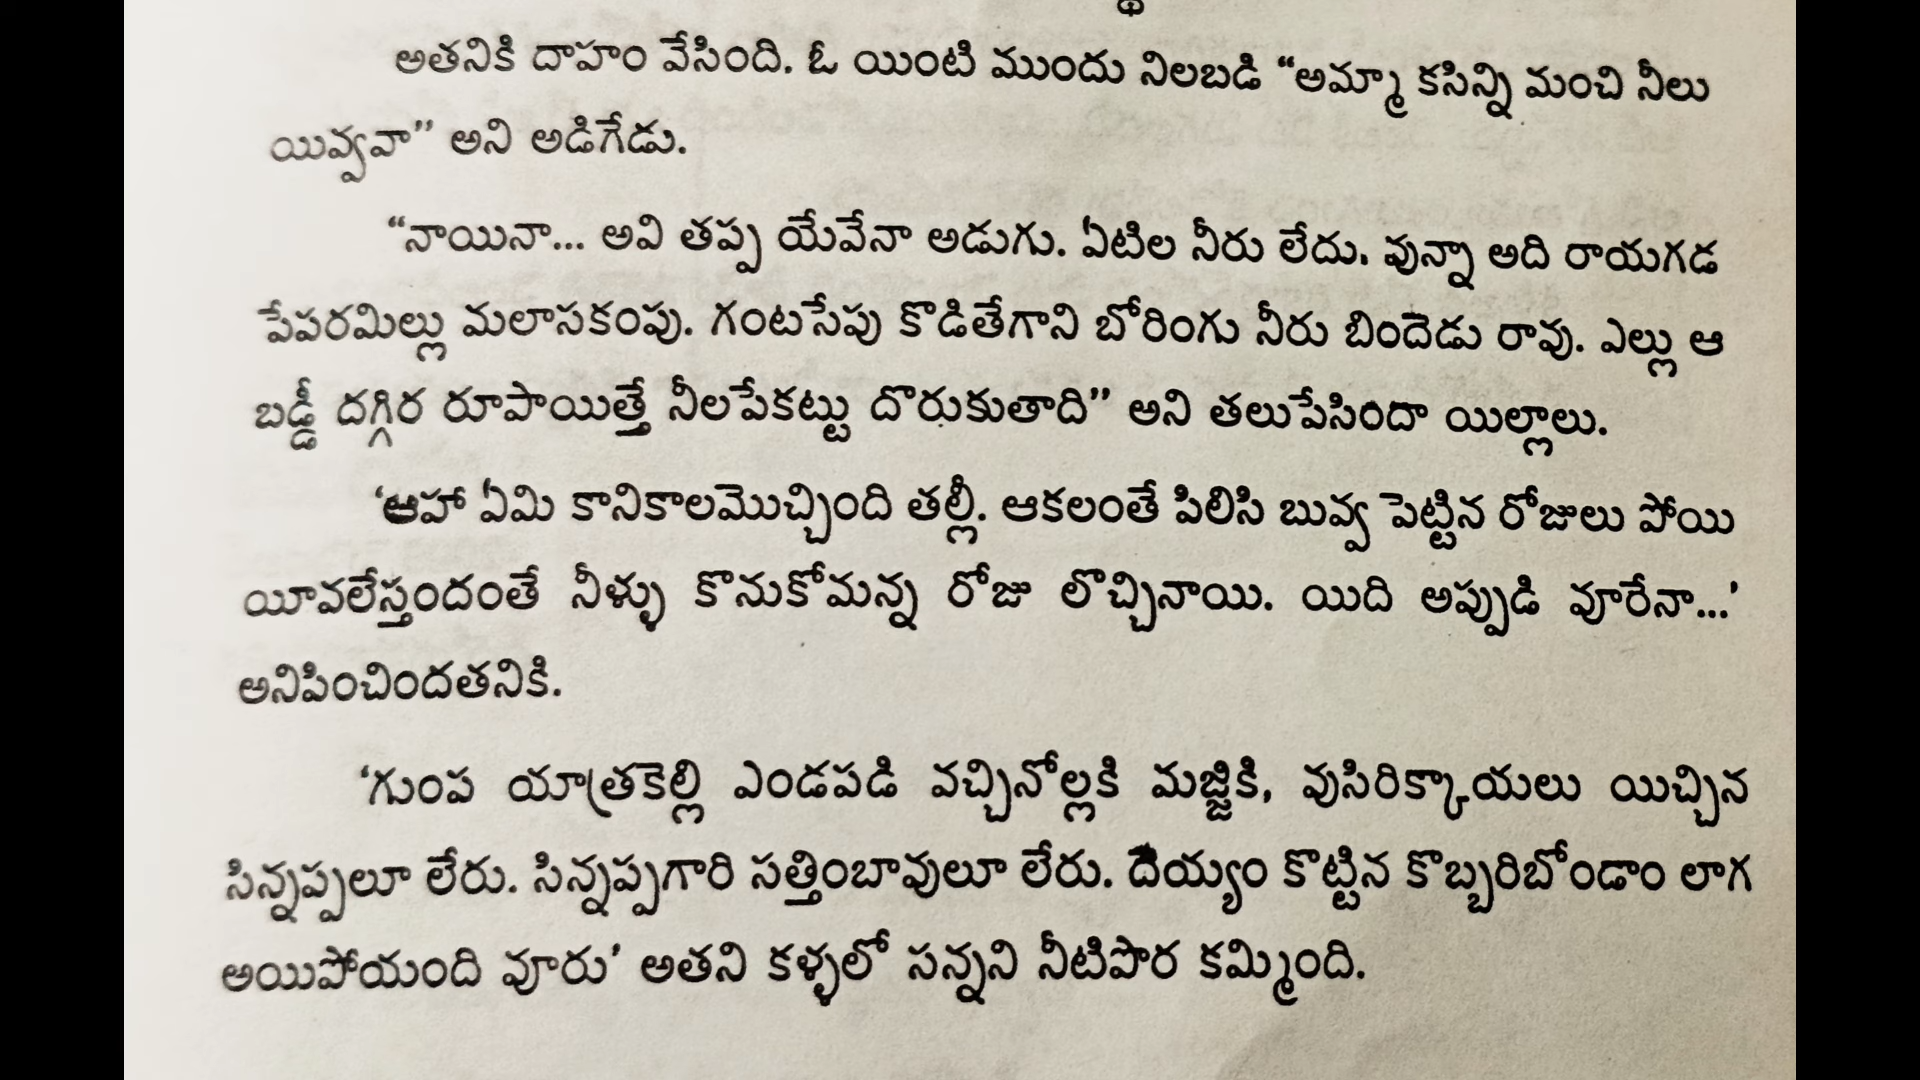 అతనికి దాహం వేసింది. ఓ యింటి ముందు నిలబడి “అమ్మా కసిన్ని మంచి నీలు
యివ్వవా” అని అడిగేడు.
“నాయినా... అవి తప్ప యేవేనా అడుగు. ఏటిల నీరు లేదు. వున్నా అది రాయగడ
పేపరమిల్లు మలాసకంపు. గంటసేపు కొడితేగాని బోరింగు నీరు బిందెడు రావు. ఎల్లు ఆ
బడ్డీ దగ్గిర రూపాయిత్తే నీలపేకట్టు దొరుకుతాది” అని తలుపేసిందా యిల్లాలు.
‘ఆహా ఏమి కానికాలమొచ్చింది తల్లీ. ఆకలంతే పిలిసి బువ్వ పెట్టిన రోజులు పోయి
యీవలేస్తందంతే నీళ్ళు కొనుకోమన్న రోజు లొచ్చినాయి. యిది అప్పుడి వూరేనా...’
అనిపించిందతనికి.
‘గుంప యాత్రకెల్లి ఎండపడి వచ్చినోల్లకి మజ్జికి, వుసిరిక్కాయలు యిచ్చిన
సిన్నప్పలూ లేరు. సిన్నప్పగారి సత్తింబావులూ లేరు. దెయ్యం కొట్టిన కొబ్బరిబోండాం లాగ
అయిపోయంది వూరు’ అతని కళ్ళలో సన్నని నీటిపొర కమ్మింది.